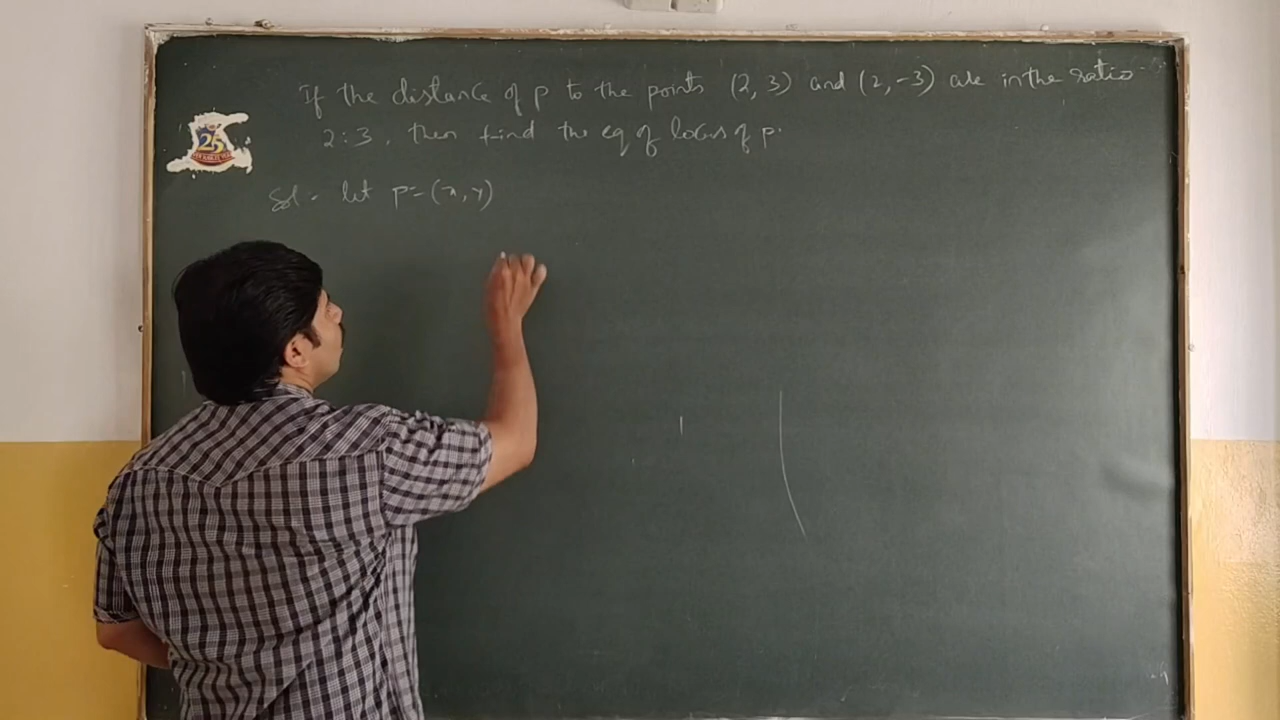 If the distance of P to the points (2, 3) and (2, -3) are in the ratio
2:3, then find the eq of locus of P.
Sol - let P = (x, y)
25